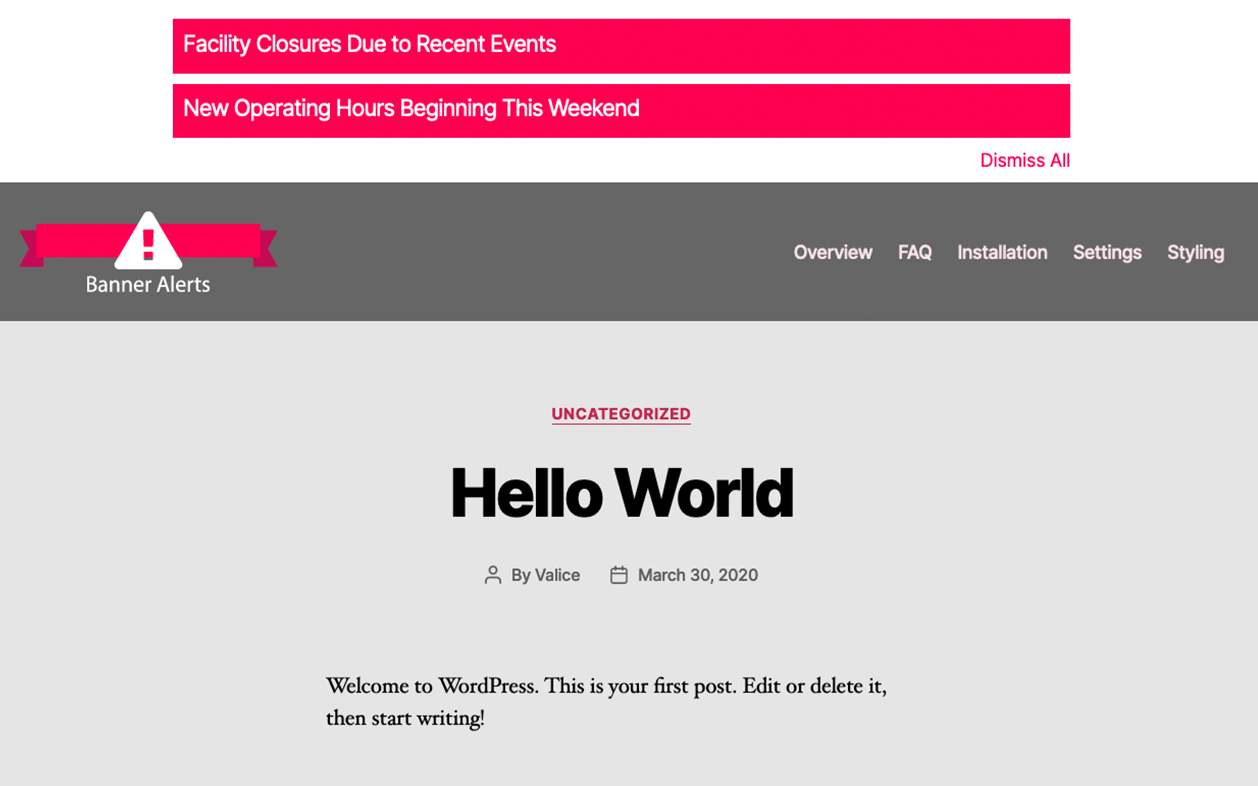 Facility Closures Due to Recent Events
New Operating Hours Beginning This Weekend
Dismiss All
Banner Alerts
Overview FAQ Installation Settings Styling
UNCATEGORIZED
Hello World
By Valice March 30, 2020
Welcome to WordPress. This is your first post. Edit or delete it,
then start writing!